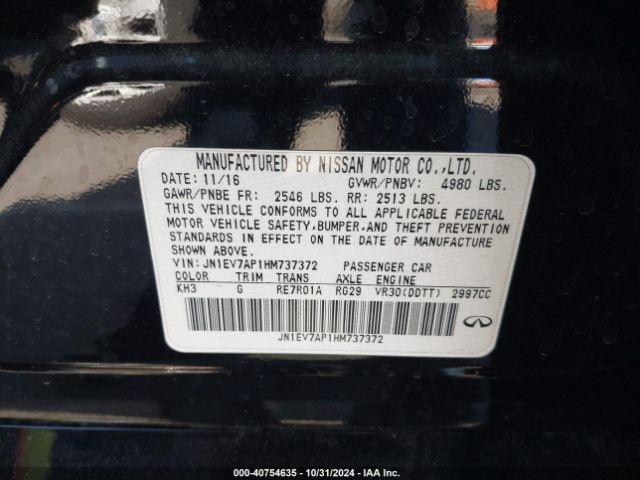 MANUFACTURED BY NISSAN MOTOR CO.,LTD.
DATE: 11/16 GVWR/PNBV: 4980 LBS.
GAWR/PNBE FR: 2546 LBS. RR: 2513 LBS.
THIS VEHICLE CONFORMS TO ALL APPLICABLE FEDERAL
MOTOR VEHICLE SAFETY, BUMPER, AND THEFT PREVENTION
STANDARDS IN EFFECT ON THE DATE OF MANUFACTURE
SHOWN ABOVE.
VIN: JN1EV7AP1HM737372 PASSENGER CAR
COLOR TRIM TRANS AXLE ENGINE
KH3 G RE7R01A RG29 VR30(DDTT) 2997CC
JN1EV7AP1HM737372
000-40754635 - 10/31/2024 - IAA Inc.